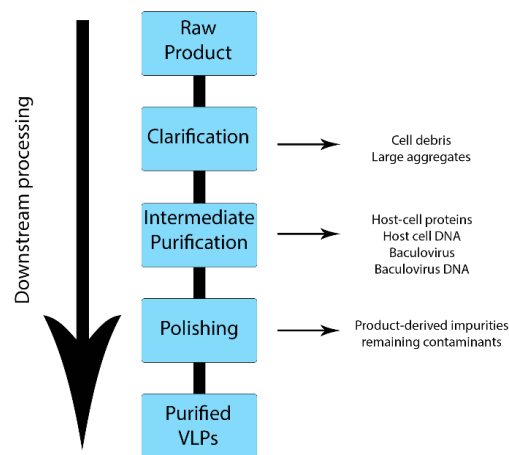 Downstream processing
Raw
Product
Clarification
Cell debris
Large aggregates
Intermediate
Purification
Host-cell proteins
Host cell DNA
Baculovirus
Baculovirus DNA
Polishing
Product-derived impurities
remaining contaminants
Purified
VLPs